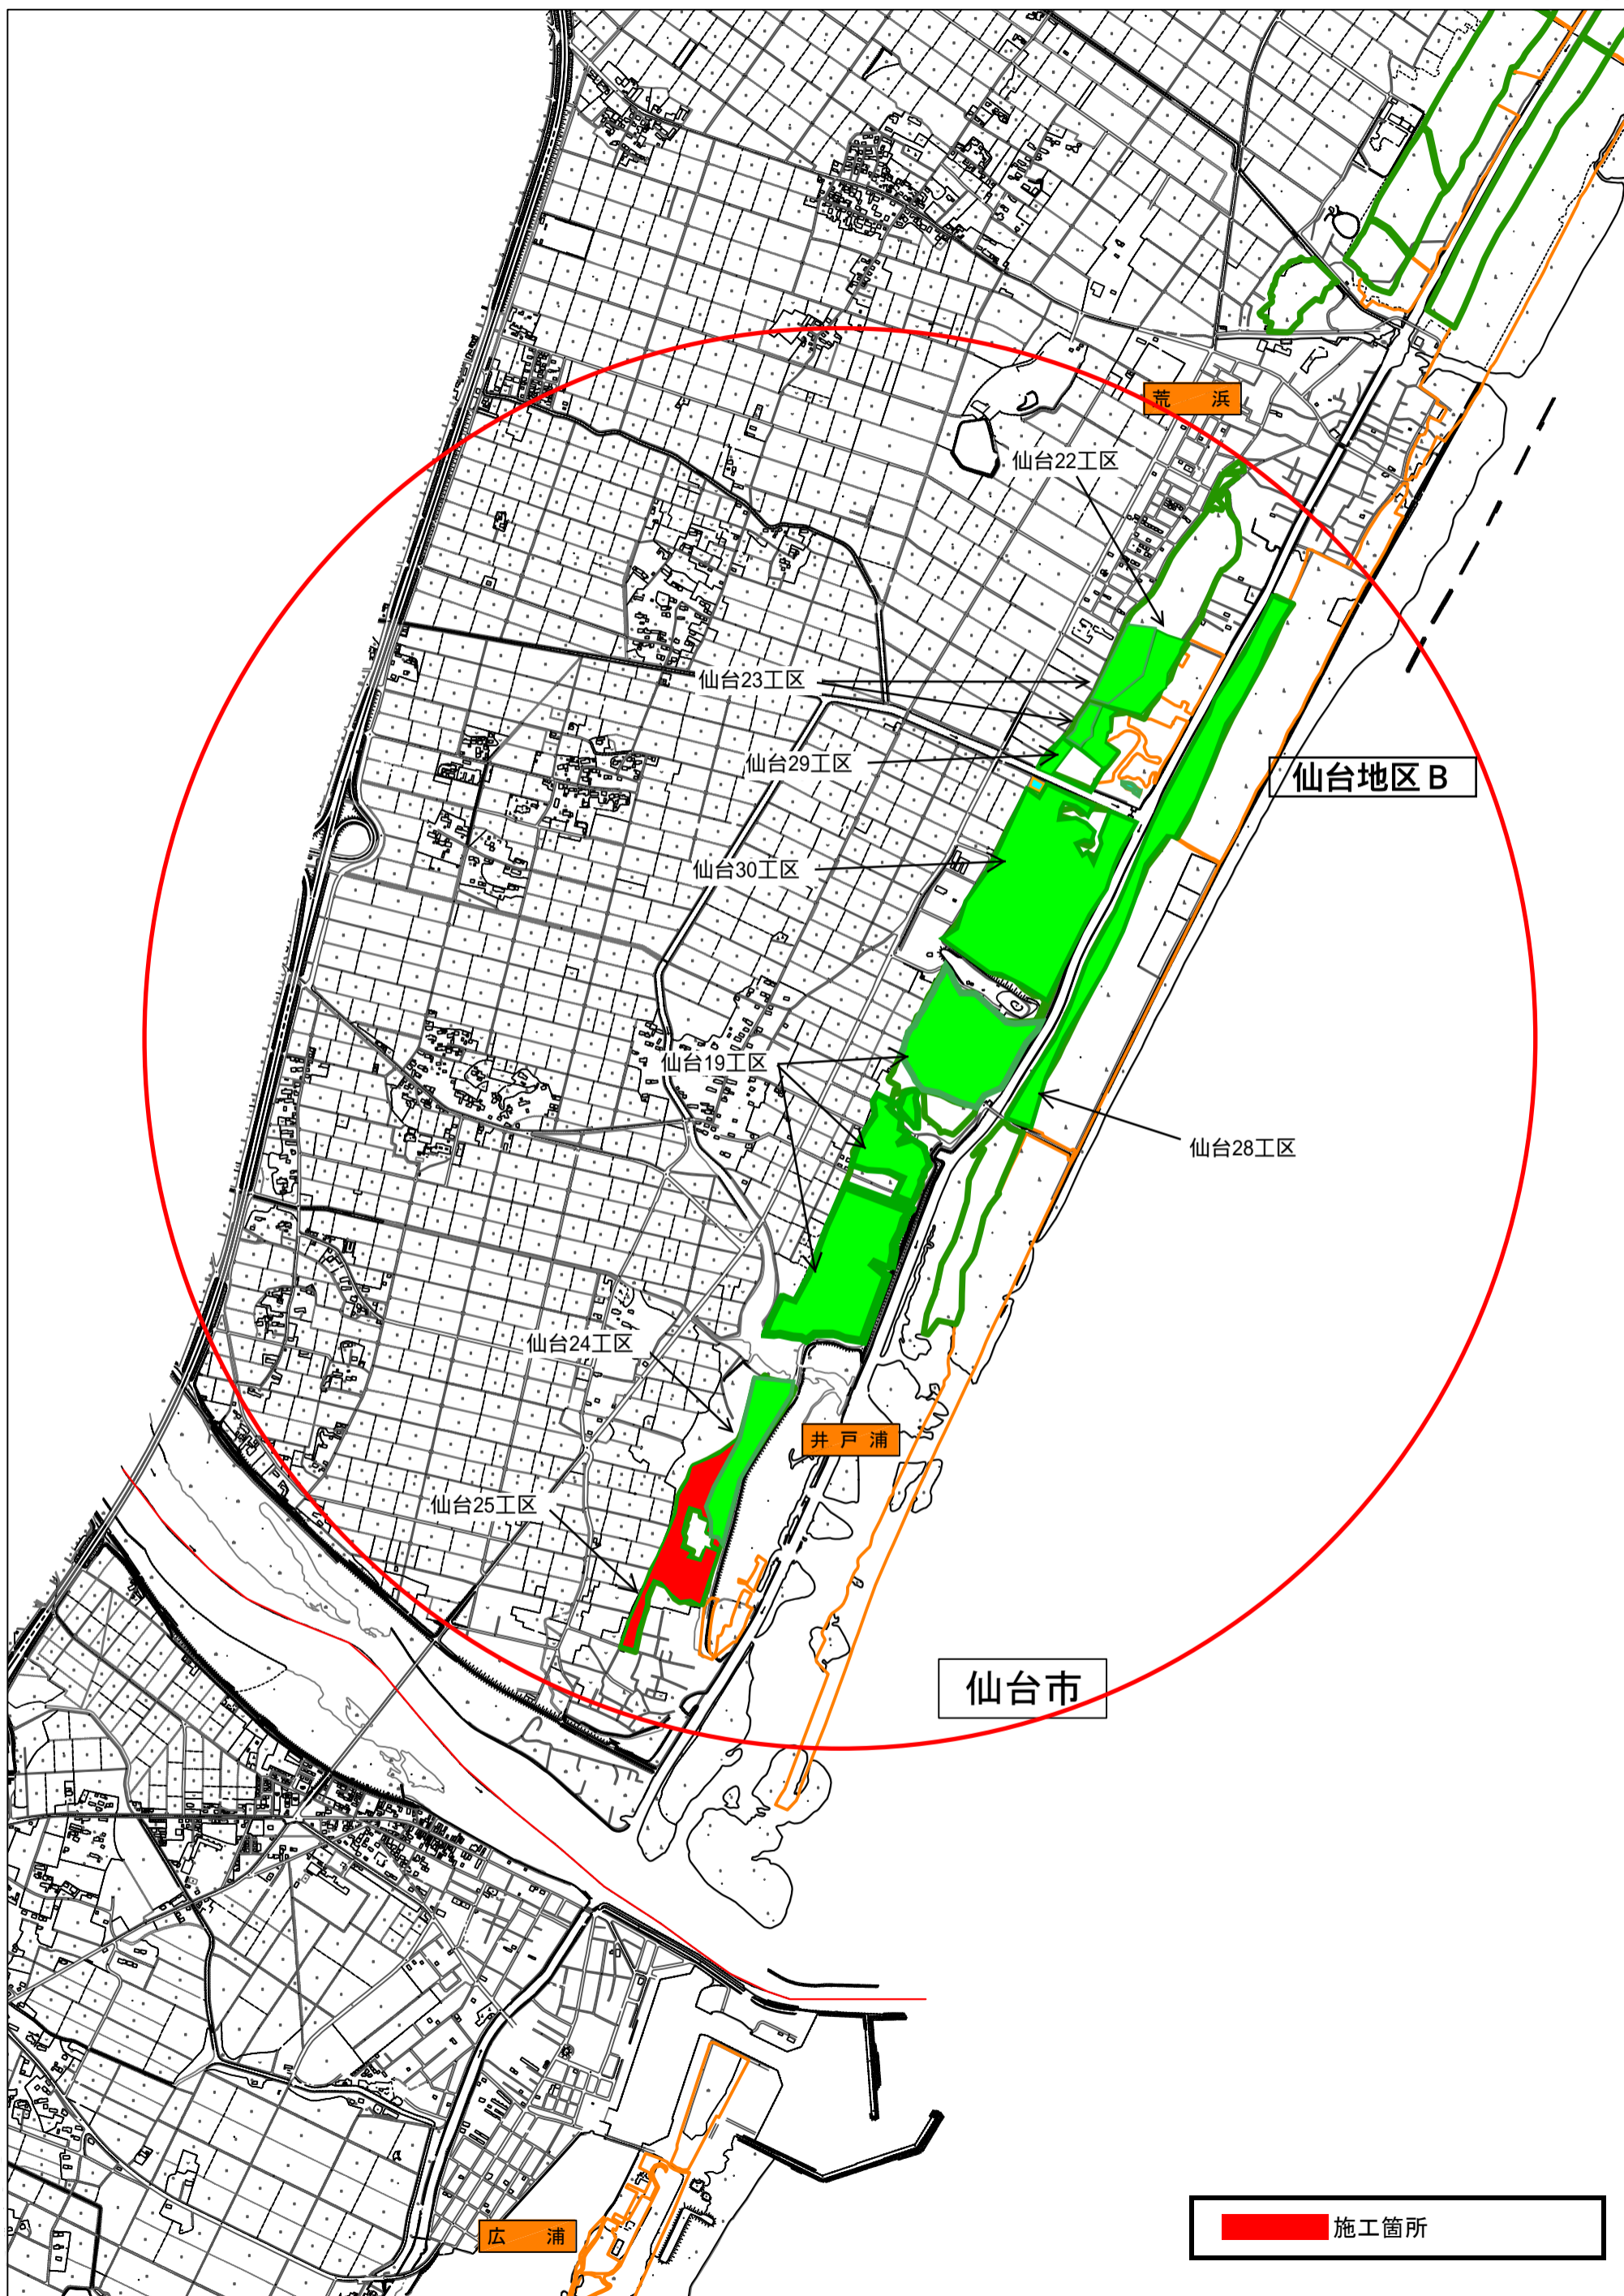 荒　浜
仙台22工区
仙台23工区
仙台29工区
仙台地区Ｂ
仙台30工区
仙台19工区
仙台28工区
仙台24工区
井戸浦
仙台25工区
仙台市
施工箇所
広　浦